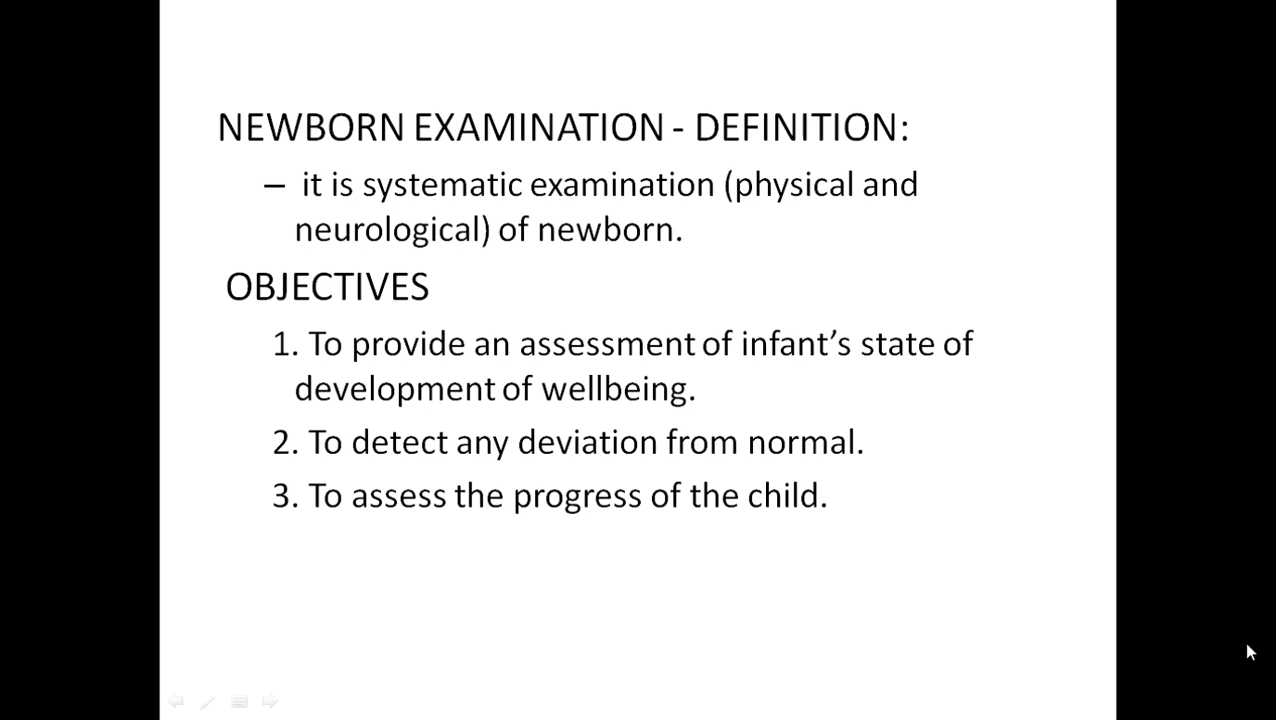 NEWBORN EXAMINATION - DEFINITION:
– it is systematic examination (physical and
neurological) of newborn.
OBJECTIVES
1. To provide an assessment of infant’s state of
development of wellbeing.
2. To detect any deviation from normal.
3. To assess the progress of the child.